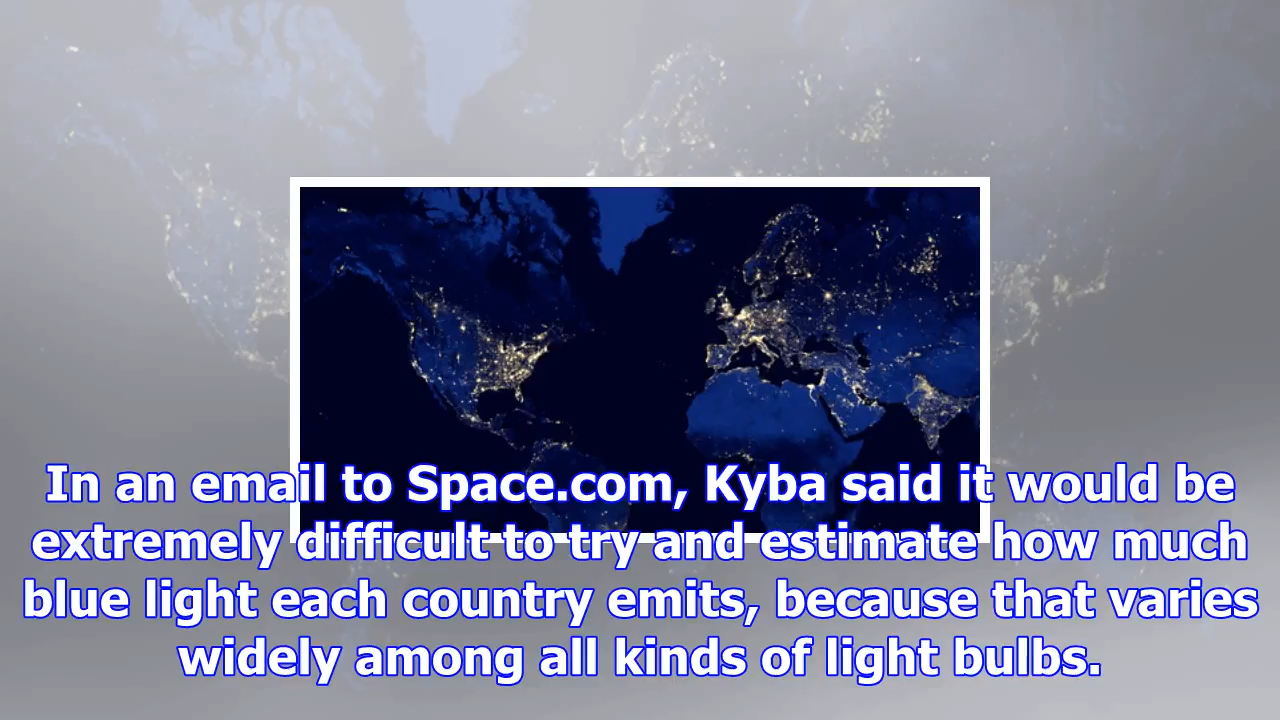 In an email to Space.com, Kyba said it would be
extremely difficult to try and estimate how much
blue light each country emits, because that varies
widely among all kinds of light bulbs.